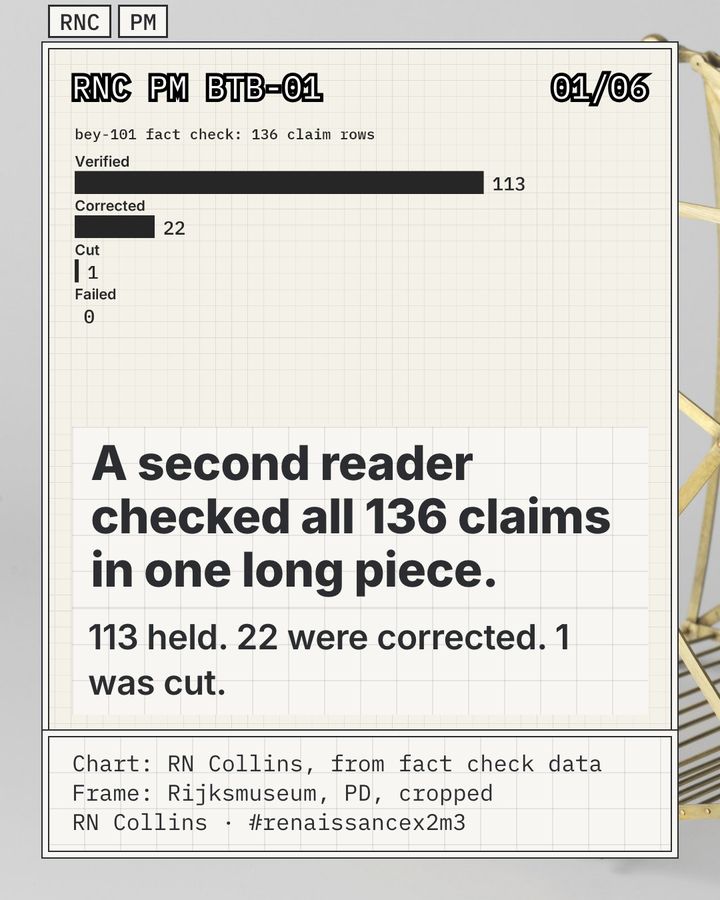 RNC PM
RNC PM BTB-01 01/06
bey-101 fact check: 136 claim rows
Verified
113
Corrected
22
Cut
1
Failed
0
A second reader
checked all 136 claims
in one long piece.
113 held. 22 were corrected. 1
was cut.
Chart: RN Collins, from fact check data
Frame: Rijksmuseum, PD, cropped
RN Collins · #renaissancex2m3